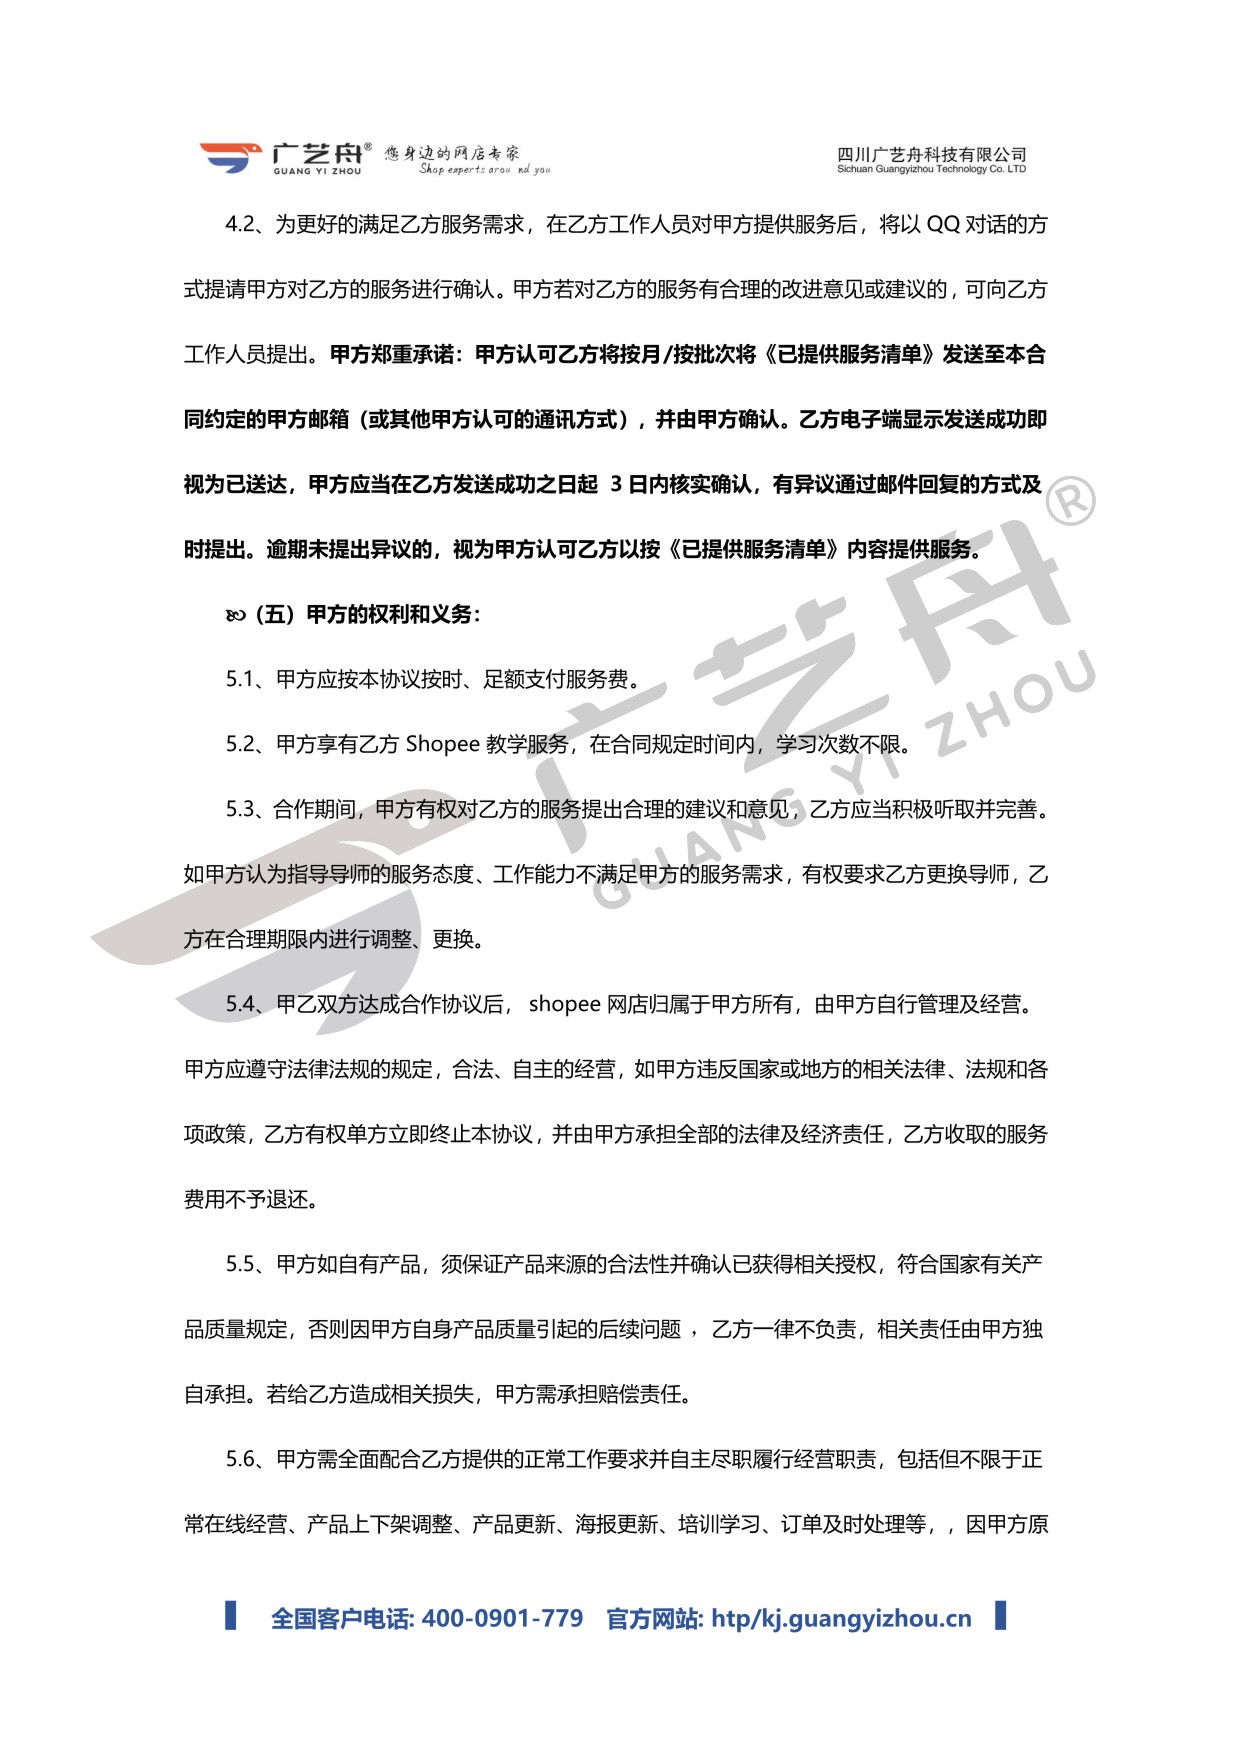 广艺舟® 您身边的网店专家
GUANG YI ZHOU Shop experts arou nd you
四川广艺舟科技有限公司
Sichuan Guangyizhou Technology Co. LTD
4.2、为更好的满足乙方服务需求，在乙方工作人员对甲方提供服务后，将以 QQ 对话的方
式提请甲方对乙方的服务进行确认。甲方若对乙方的服务有合理的改进意见或建议的，可向乙方
工作人员提出。甲方郑重承诺：甲方认可乙方将按月/按批次将《已提供服务清单》发送至本合
同约定的甲方邮箱（或其他甲方认可的通讯方式），并由甲方确认。乙方电子端显示发送成功即
视为已送达，甲方应当在乙方发送成功之日起 3 日内核实确认，有异议通过邮件回复的方式及
时提出。逾期未提出异议的，视为甲方认可乙方以按《已提供服务清单》内容提供服务。
（五）甲方的权利和义务：
5.1、甲方应按本协议按时、足额支付服务费。
5.2、甲方享有乙方 Shopee 教学服务，在合同规定时间内，学习次数不限。
5.3、合作期间，甲方有权对乙方的服务提出合理的建议和意见，乙方应当积极听取并完善。
如甲方认为指导导师的服务态度、工作能力不满足甲方的服务需求，有权要求乙方更换导师，乙
方在合理期限内进行调整、更换。
5.4、甲乙双方达成合作协议后， shopee 网店归属于甲方所有，由甲方自行管理及经营。
甲方应遵守法律法规的规定，合法、自主的经营，如甲方违反国家或地方的相关法律、法规和各
项政策，乙方有权单方立即终止本协议，并由甲方承担全部的法律及经济责任，乙方收取的服务
费用不予退还。
5.5、甲方如自有产品，须保证产品来源的合法性并确认已获得相关授权，符合国家有关产
品质量规定，否则因甲方自身产品质量引起的后续问题 ，乙方一律不负责，相关责任由甲方独
自承担。若给乙方造成相关损失，甲方需承担赔偿责任。
5.6、甲方需全面配合乙方提供的正常工作要求并自主尽职履行经营职责，包括但不限于正
常在线经营、产品上下架调整、产品更新、海报更新、培训学习、订单及时处理等，，因甲方原
广艺舟®
GUANG YI ZHOU
全国客户电话: 400-0901-779 官方网站: htp/kj.guangyizhou.cn